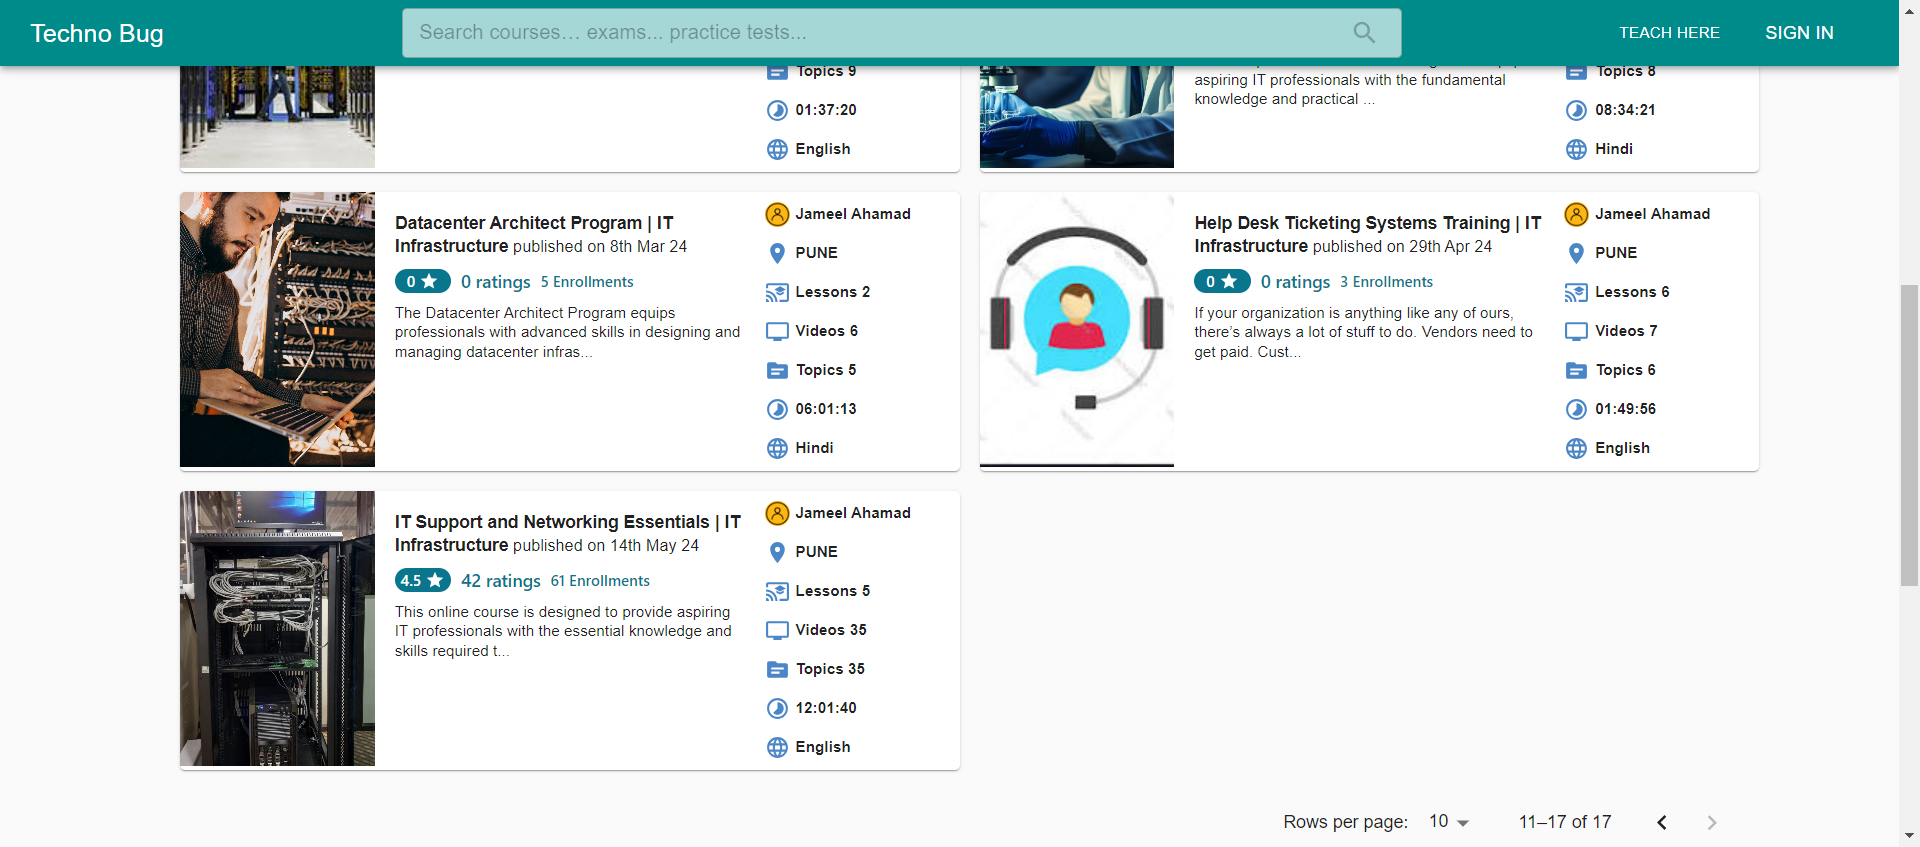 Techno Bug
Search courses… exams... practice tests...
TEACH HERE
SIGN IN
Topics 9
01:37:20
English
aspiring IT professionals with the fundamental
knowledge and practical ...
Topics 8
08:34:21
Hindi
Datacenter Architect Program | IT
Infrastructure published on 8th Mar 24
0
0 ratings
5 Enrollments
The Datacenter Architect Program equips
professionals with advanced skills in designing and
managing datacenter infras...
Jameel Ahamad
PUNE
Lessons 2
Videos 6
Topics 5
06:01:13
Hindi
Help Desk Ticketing Systems Training | IT
Infrastructure published on 29th Apr 24
0
0 ratings
3 Enrollments
If your organization is anything like any of ours,
there’s always a lot of stuff to do. Vendors need to
get paid. Cust...
Jameel Ahamad
PUNE
Lessons 6
Videos 7
Topics 6
01:49:56
English
IT Support and Networking Essentials | IT
Infrastructure published on 14th May 24
4.5
42 ratings
61 Enrollments
This online course is designed to provide aspiring
IT professionals with the essential knowledge and
skills required t...
Jameel Ahamad
PUNE
Lessons 5
Videos 35
Topics 35
12:01:40
English
Rows per page:
10
11–17 of 17